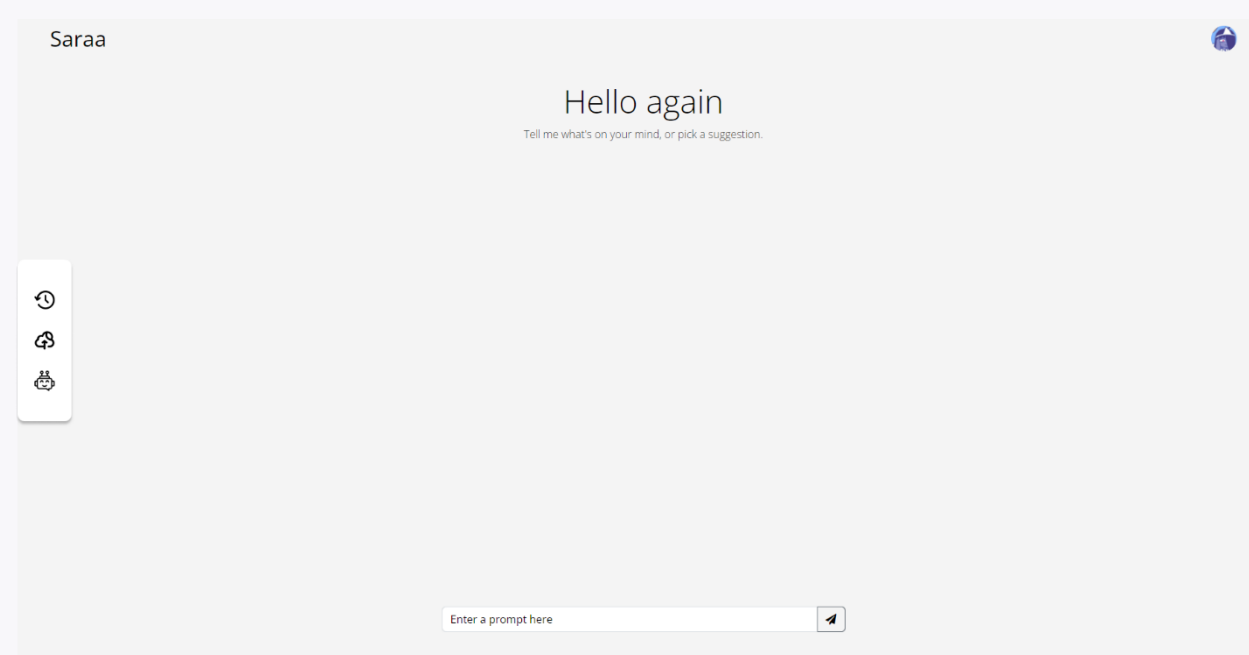 Saraa
Hello again
Tell me what's on your mind, or pick a suggestion.
Enter a prompt here